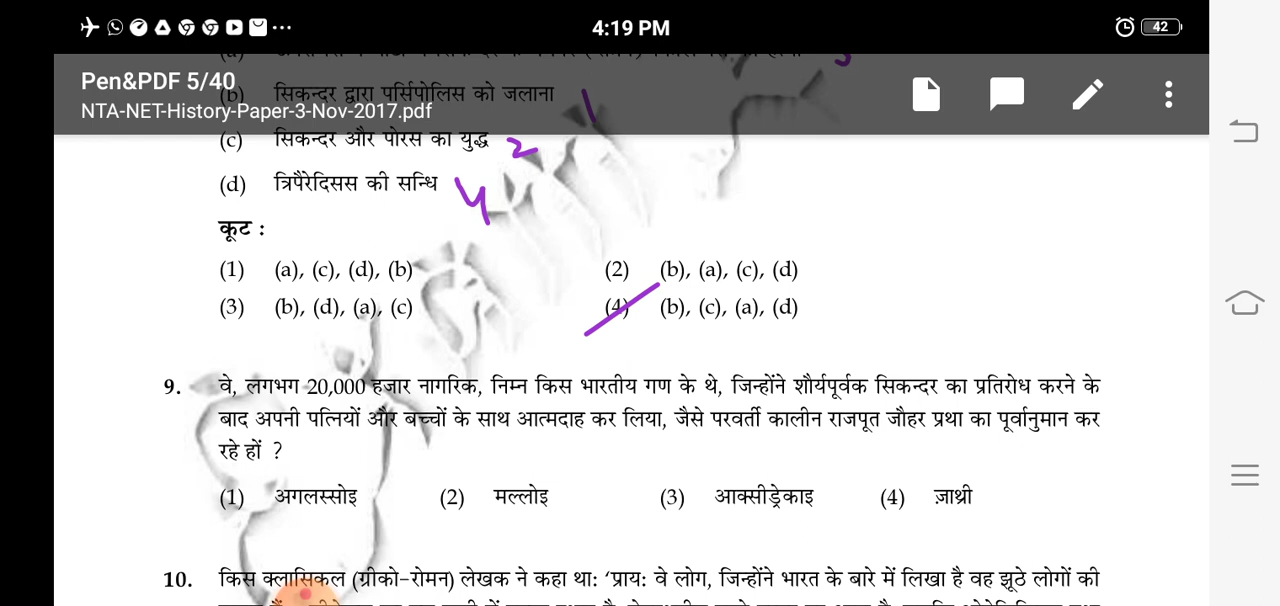 4:19 PM
42
Pen&PDF 5/40
NTA-NET-History-Paper-3-Nov-2017.pdf
(b) सिकन्दर द्वारा पर्सिपोलिस को जलाना 1
(c) सिकन्दर और पोरस का युद्ध 2
(d) त्रिपैरेदिसस की सन्धि 4
कूट :
(1) (a), (c), (d), (b) (2) (b), (a), (c), (d)
(3) (b), (d), (a), (c) (4) (b), (c), (a), (d)
9. वे, लगभग 20,000 हजार नागरिक, निम्न किस भारतीय गण के थे, जिन्होंने शौर्यपूर्वक सिकन्दर का प्रतिरोध करने के
बाद अपनी पत्नियों और बच्चों के साथ आत्मदाह कर लिया, जैसे परवर्ती कालीन राजपूत जौहर प्रथा का पूर्वानुमान कर
रहे हों ?
(1) अगलस्सोइ (2) मल्लोइ (3) आक्सीड्रेकाइ (4) ज़ाथ्री
10. किस क्लासिकल (ग्रीको-रोमन) लेखक ने कहा था: 'प्राय: वे लोग, जिन्होंने भारत के बारे में लिखा है वह झूठे लोगों की